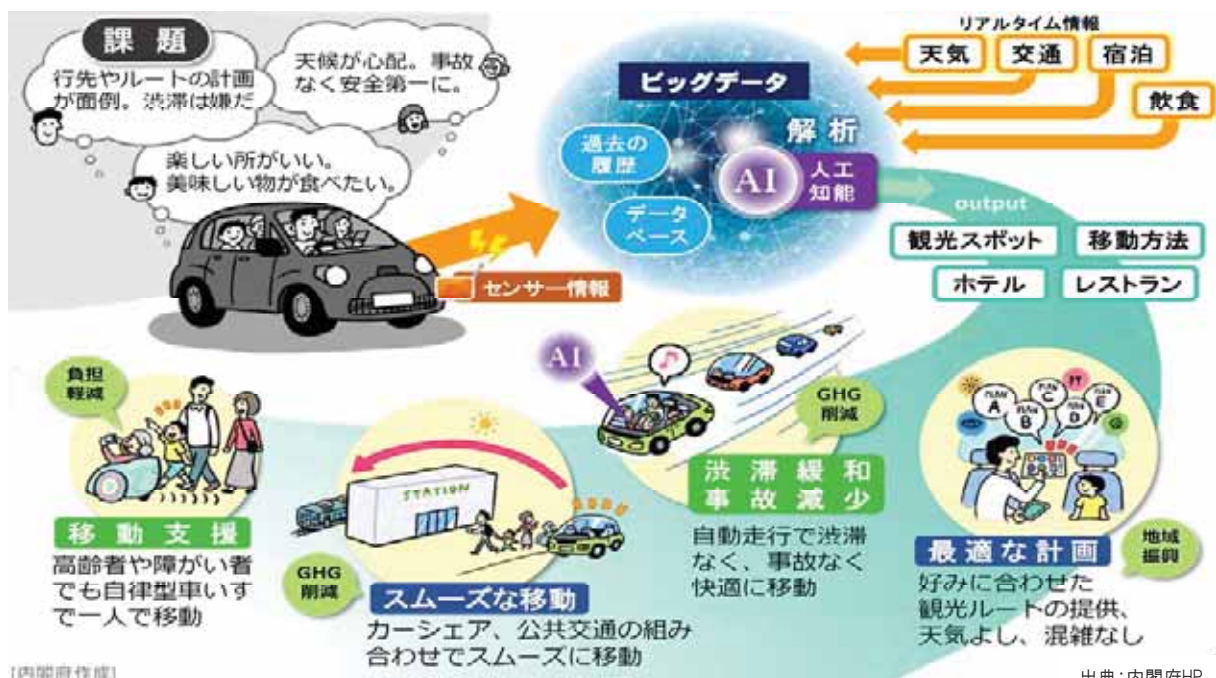 課題
行先やルートの計画
が面倒。渋滞は嫌だ
天候が心配。事故
なく安全第一に。
楽しい所がいい。
美味しい物が食べたい。
センサー情報
ビッグデータ
過去の
履歴
データ
ベース
解析
AI
人工
知能
リアルタイム情報
天気
交通
宿泊
飲食
output
観光スポット
移動方法
ホテル
レストラン
負担
軽減
移動支援
高齢者や障がい者
でも自律型車いす
で一人で移動
STATION
GHG
削減
スムーズな移動
カーシェア、公共交通の組み
合わせでスムーズに移動
AI
GHG
削減
渋滞緩和
事故減少
自動走行で渋滞
なく、事故なく
快適に移動
PLAN
A
PLAN
B
PLAN
C
PLAN
D
PLAN
E
最適な計画
地域
振興
好みに合わせた
観光ルートの提供、
天気よし、混雑なし
[内閣府作成]
出典：内閣府HP